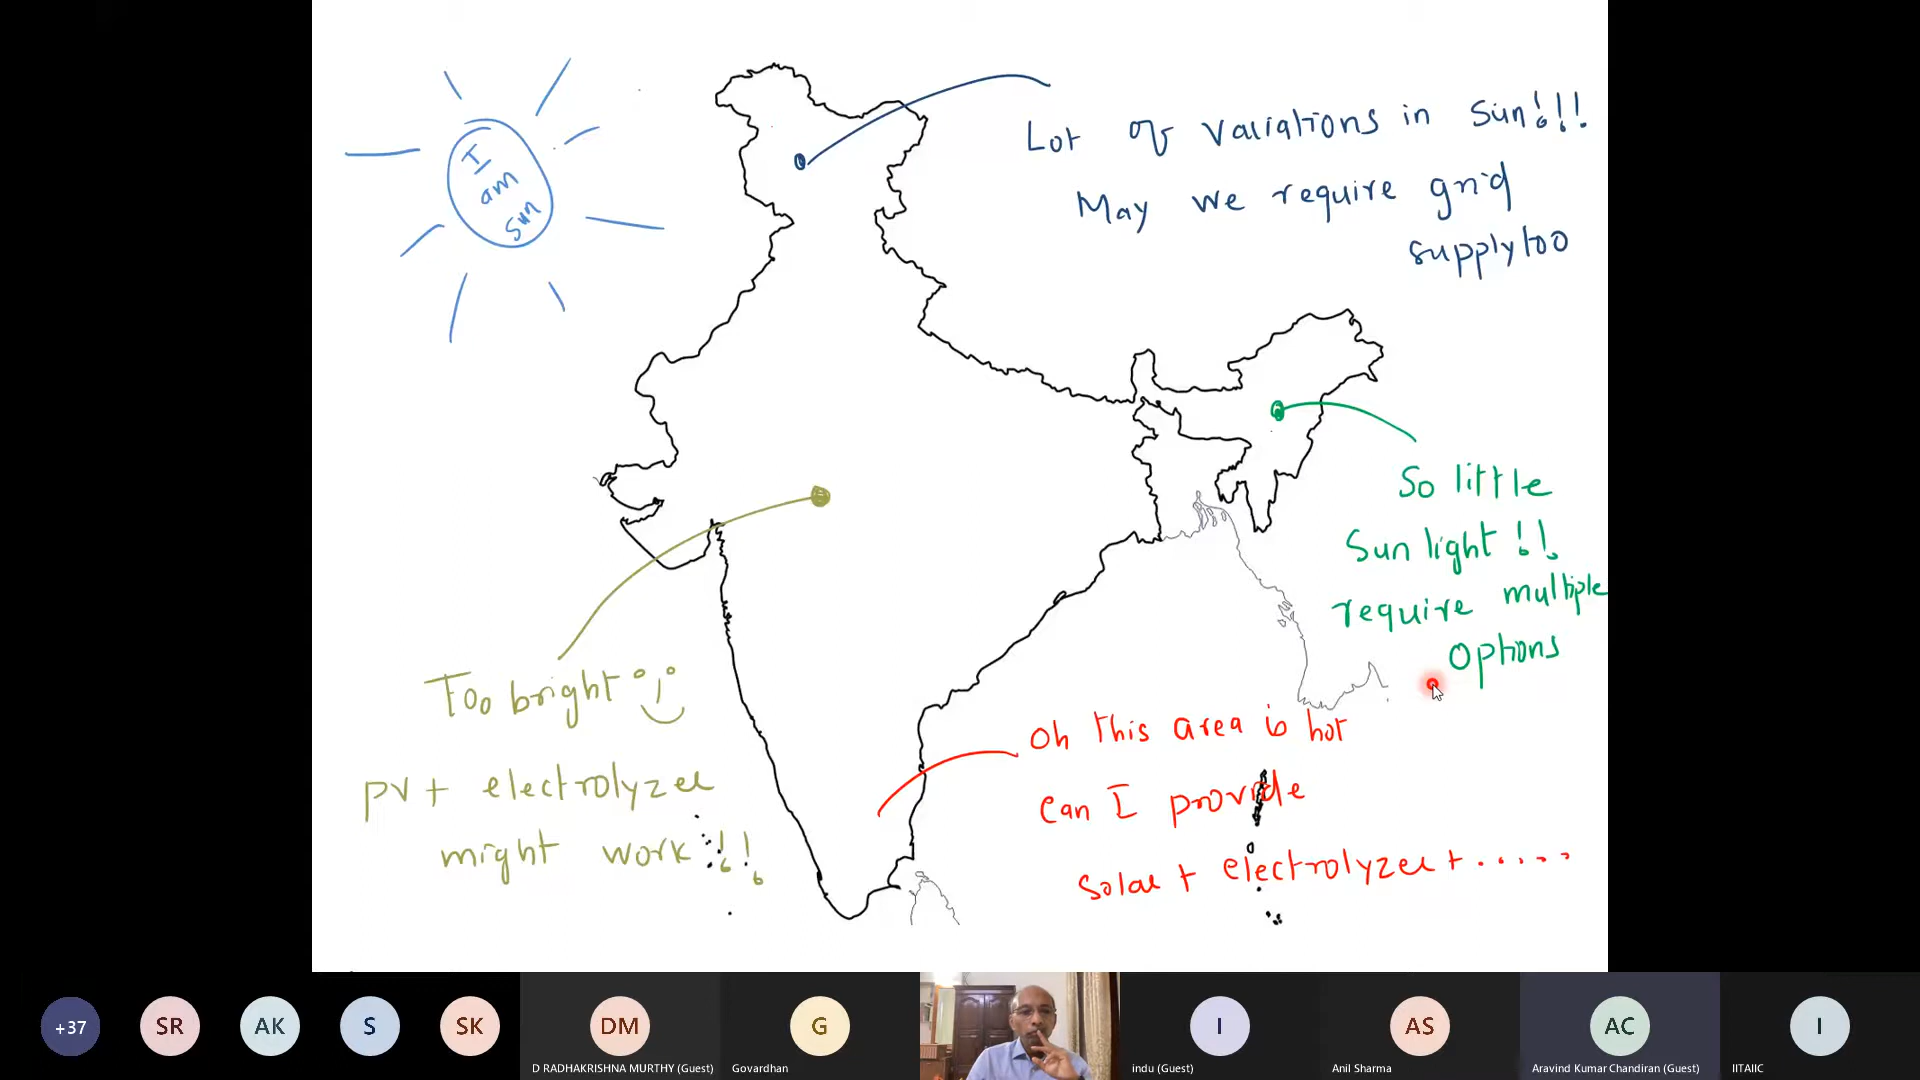 I
am
sun
Lot of variations in Sun!!!
May we require grid
supply too
So little
Sun light !!
require multiple
options
Too bright
PV + electrolyzer
might work !!
Oh this area is hot
Can I provide
Solar + electrolyzer + .....
+37
SR
AK
S
SK
DM
G
I
AS
AC
I
D RADHAKRISHNA MURTHY (Guest)
Govardhan
indu (Guest)
Anil Sharma
Aravind Kumar Chandiran (Guest)
IITAIIC